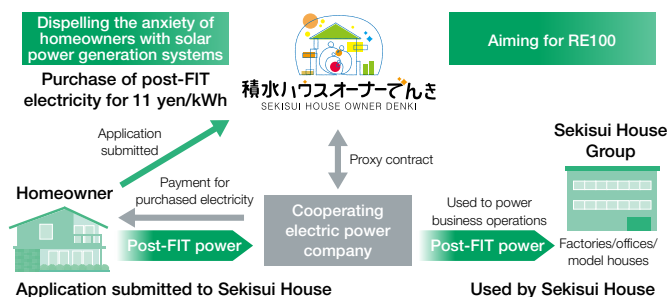 Dispelling the anxiety of
homeowners with solar
power generation systems
Purchase of post-FIT
electricity for 11 yen/kWh
積水ハウスオーナーでんき
SEKISUI HOUSE OWNER DENKI
Aiming for RE100
Application
submitted
Proxy contract
Sekisui House
Group
Homeowner
Payment for
purchased electricity
Cooperating
electric power
company
Used to power
business operations
Post-FIT power
Post-FIT power
Factories/offices/
model houses
Application submitted to Sekisui House
Used by Sekisui House